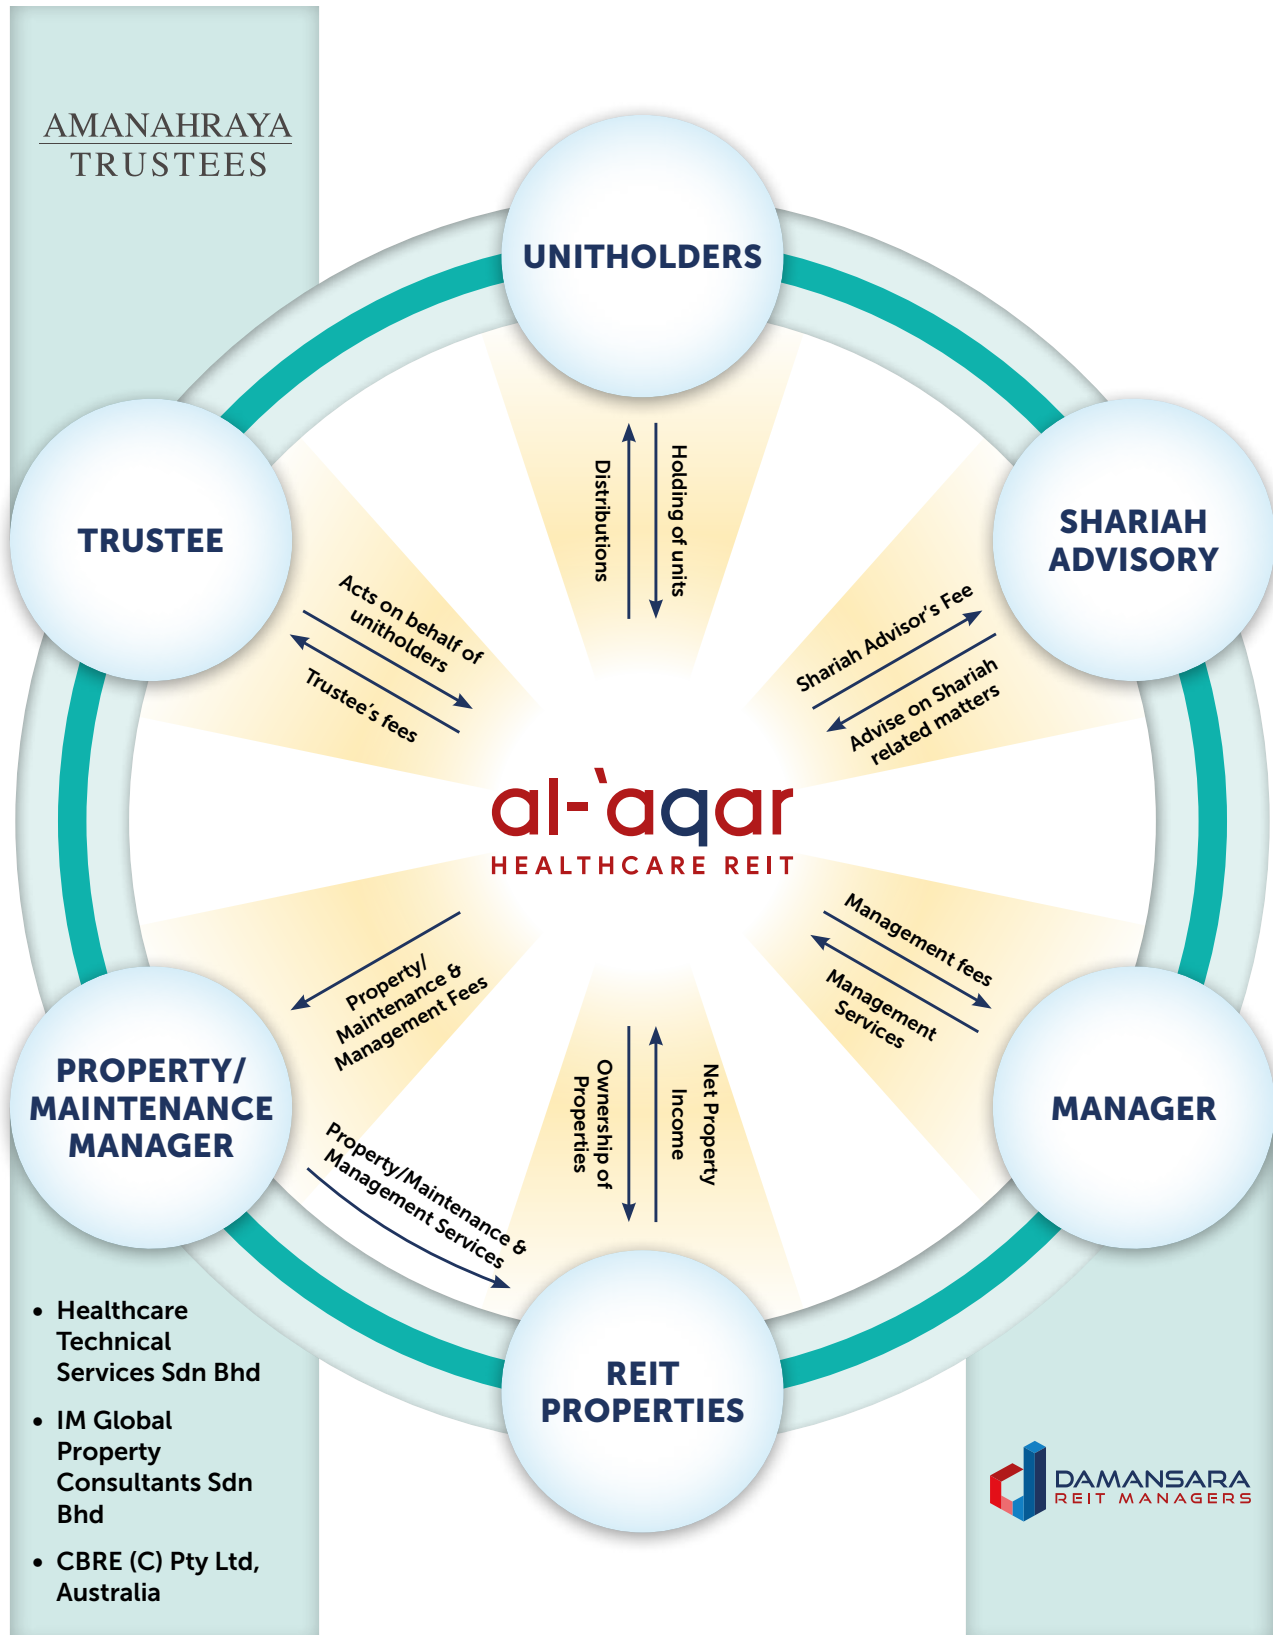 AMANAHRAYA
TRUSTEES
UNITHOLDERS
TRUSTEE
SHARIAH
ADVISORY
Distributions
Holding of units
Acts on behalf of
unitholders
Trustee's fees
Shariah Advisor's Fee
Advise on Shariah
related matters
al-`aqar
HEALTHCARE REIT
Property/
Maintenance &
Management Fees
Management fees
Management
Services
PROPERTY/
MAINTENANCE
MANAGER
Property/Maintenance &
Management Services
Ownership of
Properties
Net Property
Income
MANAGER
REIT
PROPERTIES
• Healthcare
Technical
Services Sdn Bhd
• IM Global
Property
Consultants Sdn
Bhd
• CBRE (C) Pty Ltd,
Australia
DAMANSARA
REIT MANAGERS